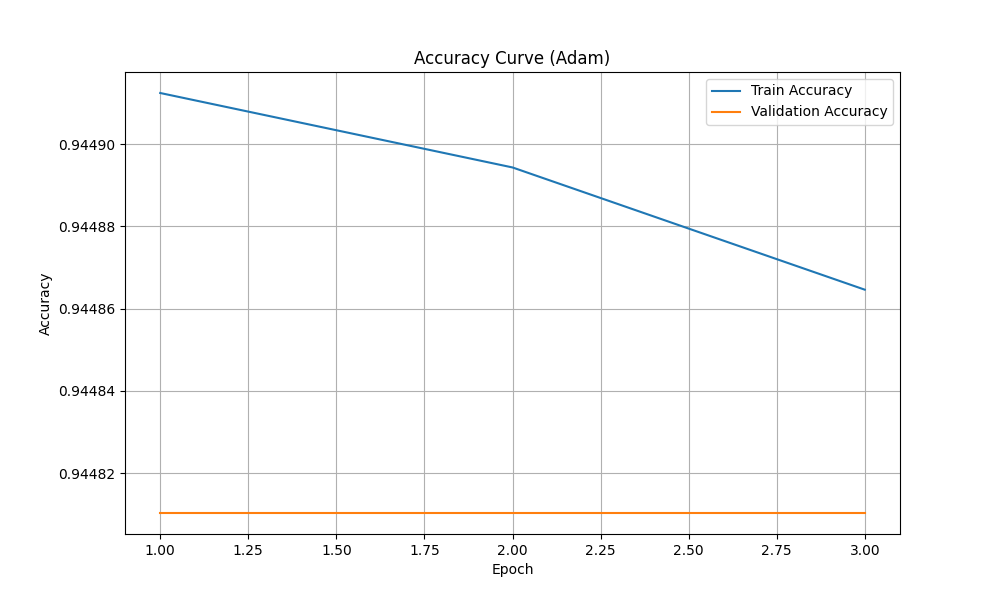 Accuracy Curve (Adam)
Train Accuracy
Validation Accuracy
0.94490
0.94488
0.94486
0.94484
0.94482
Accuracy
1.00 1.25 1.50 1.75 2.00 2.25 2.50 2.75 3.00
Epoch